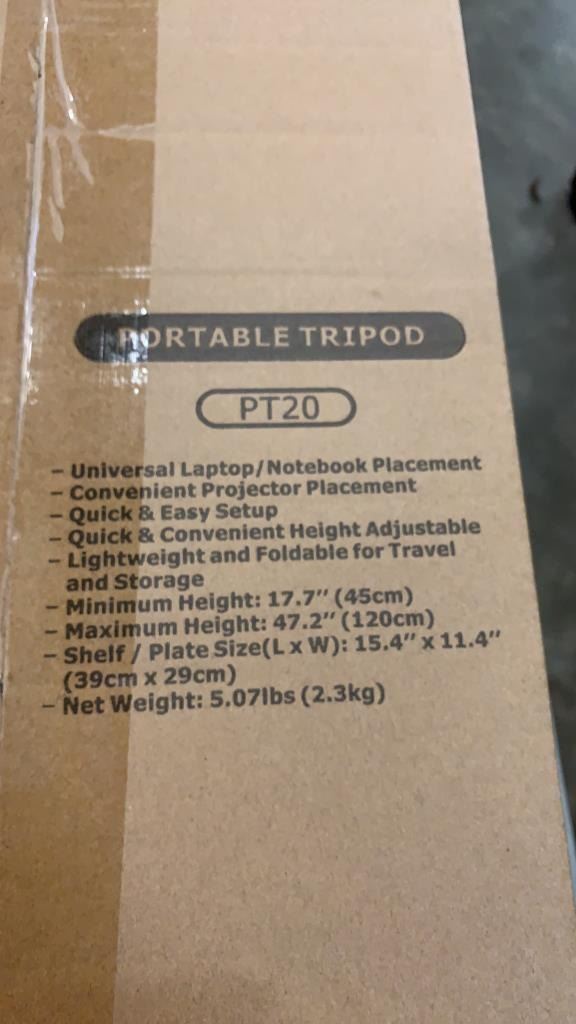 PORTABLE TRIPOD
PT20
– Universal Laptop/Notebook Placement
– Convenient Projector Placement
– Quick & Easy Setup
– Quick & Convenient Height Adjustable
– Lightweight and Foldable for Travel
and Storage
– Minimum Height: 17.7" (45cm)
– Maximum Height: 47.2" (120cm)
– Shelf / Plate Size(L x W): 15.4" x 11.4"
(39cm x 29cm)
– Net Weight: 5.07lbs (2.3kg)